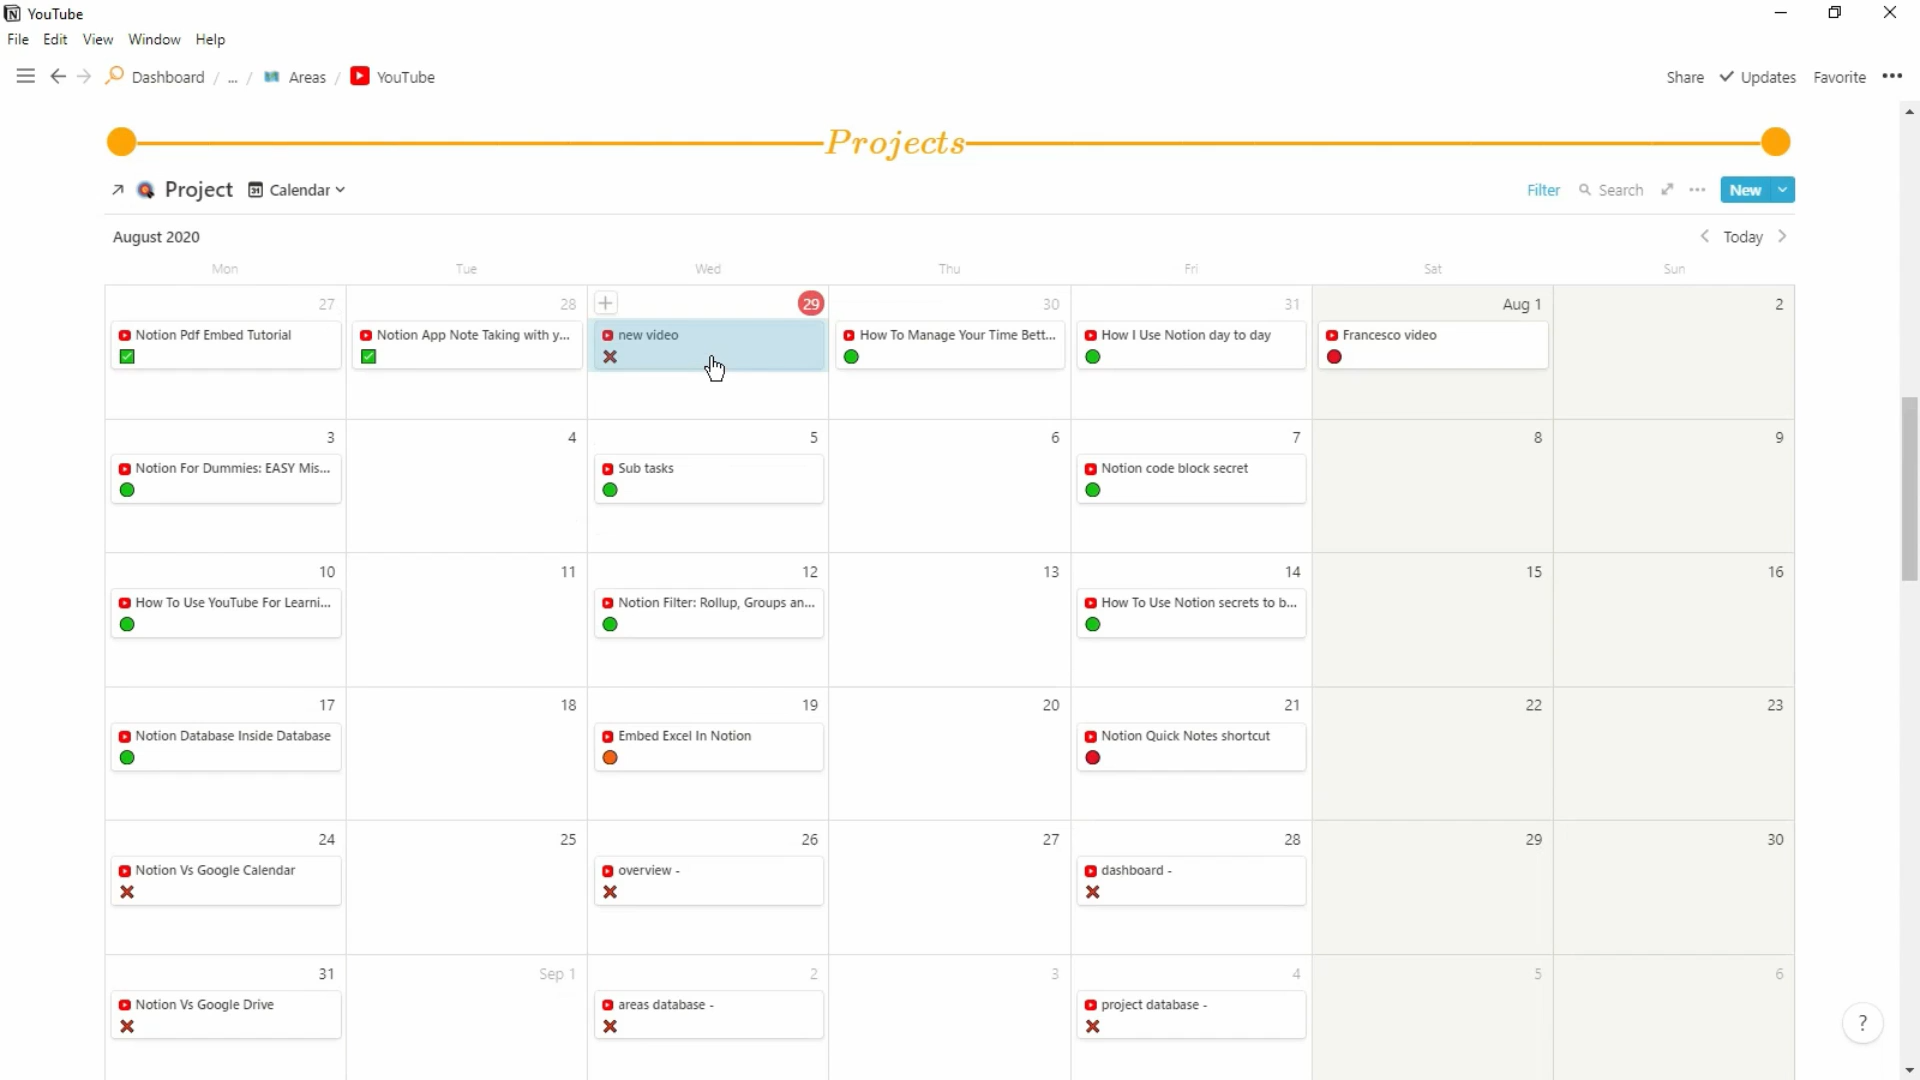 YouTube
File Edit View Window Help
Dashboard / ... / Areas / YouTube
Share Updates Favorite
Projects
Project Calendar
Filter Search New
August 2020
Today
Mon Tue Wed Thu Fri Sat Sun
27 28 29 30 31 Aug 1 2
Notion Pdf Embed Tutorial
Notion App Note Taking with y...
new video
How To Manage Your Time Bett...
How I Use Notion day to day
Francesco video
3 4 5 6 7 8 9
Notion For Dummies: EASY Mis...
Sub tasks
Notion code block secret
10 11 12 13 14 15 16
How To Use YouTube For Learni...
Notion Filter: Rollup, Groups an...
How To Use Notion secrets to b...
17 18 19 20 21 22 23
Notion Database Inside Database
Embed Excel In Notion
Notion Quick Notes shortcut
24 25 26 27 28 29 30
Notion Vs Google Calendar
overview -
dashboard -
31 Sep 1 2 3 4 5 6
Notion Vs Google Drive
areas database -
project database -
?